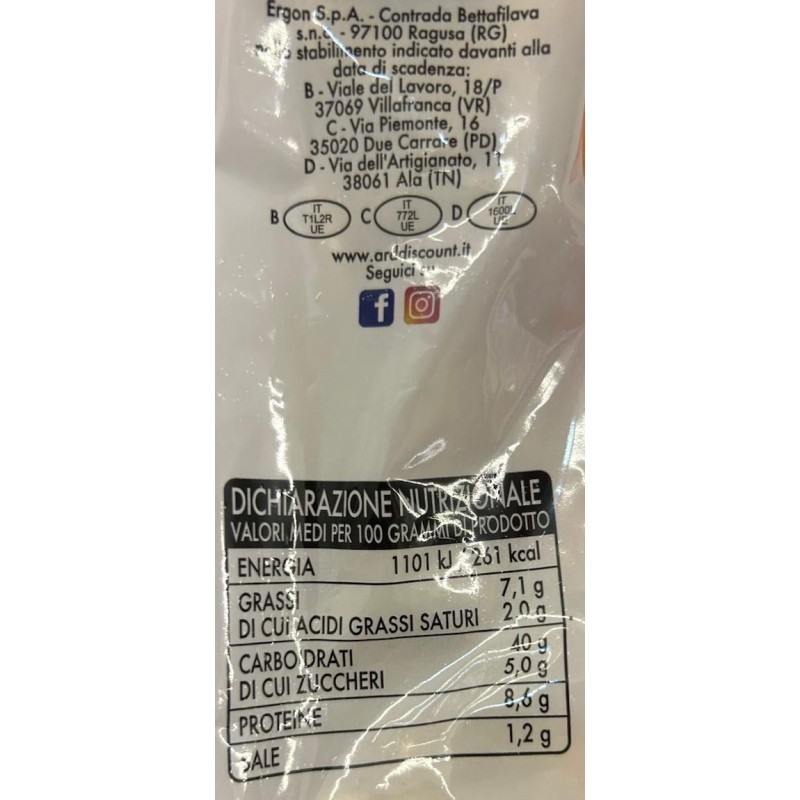 Ergon S.p.A. - Contrada Bettafilava
s.n.c. - 97100 Ragusa (RG)
stabilimento indicato davanti alla
data di scadenza:
B - Viale del Lavoro, 18/P
37069 Villafranca (VR)
C - Via Piemonte, 16
35020 Due Carrare (PD)
D - Via dell'Artigianato, 11
38061 Ala (TN)
B IT T1L2R UE C IT 772L UE D IT 1600L UE
www.arddiscount.it
Seguici su
DICHIARAZIONE NUTRIZIONALE
VALORI MEDI PER 100 GRAMMI DI PRODOTTO
ENERGIA 1101 kJ / 261 kcal
GRASSI 7,1 g
DI CUI ACIDI GRASSI SATURI 2,0 g
CARBOIDRATI 40 g
DI CUI ZUCCHERI 5,0 g
PROTEINE 8,6 g
SALE 1,2 g